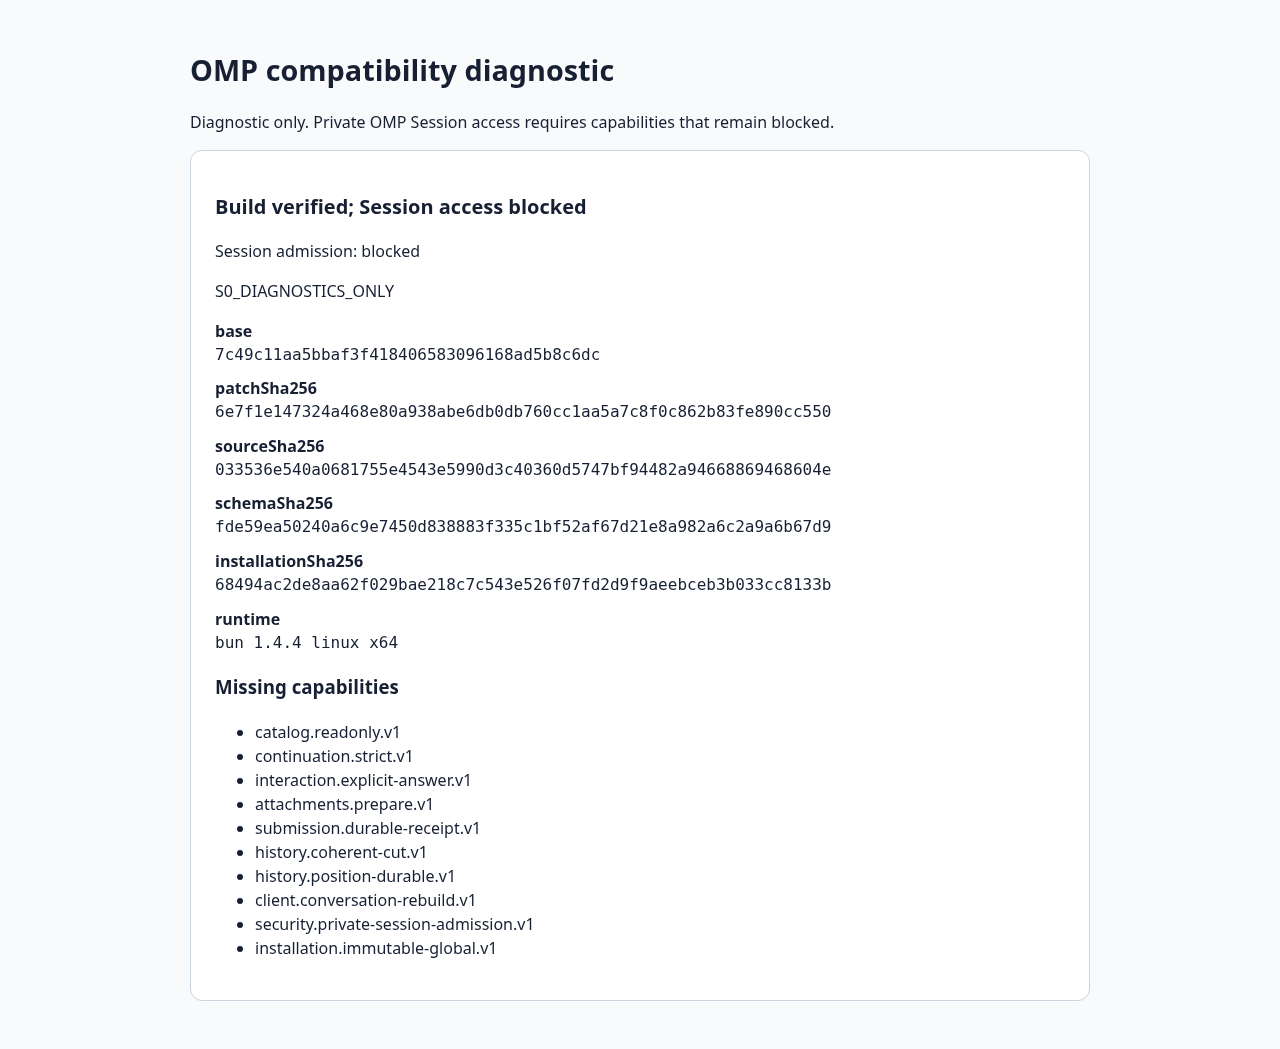 OMP compatibility diagnostic
Diagnostic only. Private OMP Session access requires capabilities that remain blocked.
Build verified; Session access blocked
Session admission: blocked
S0_DIAGNOSTICS_ONLY
base
7c49c11aa5bbaf3f418406583096168ad5b8c6dc
patchSha256
6e7f1e147324a468e80a938abe6db0db760cc1aa5a7c8f0c862b83fe890cc550
sourceSha256
033536e540a0681755e4543e5990d3c40360d5747bf94482a94668869468604e
schemaSha256
fde59ea50240a6c9e7450d838883f335c1bf52af67d21e8a982a6c2a9a6b67d9
installationSha256
68494ac2de8aa62f029bae218c7c543e526f07fd2d9f9aeebceb3b033cc8133b
runtime
bun 1.4.4 linux x64
Missing capabilities
• catalog.readonly.v1
• continuation.strict.v1
• interaction.explicit-answer.v1
• attachments.prepare.v1
• submission.durable-receipt.v1
• history.coherent-cut.v1
• history.position-durable.v1
• client.conversation-rebuild.v1
• security.private-session-admission.v1
• installation.immutable-global.v1